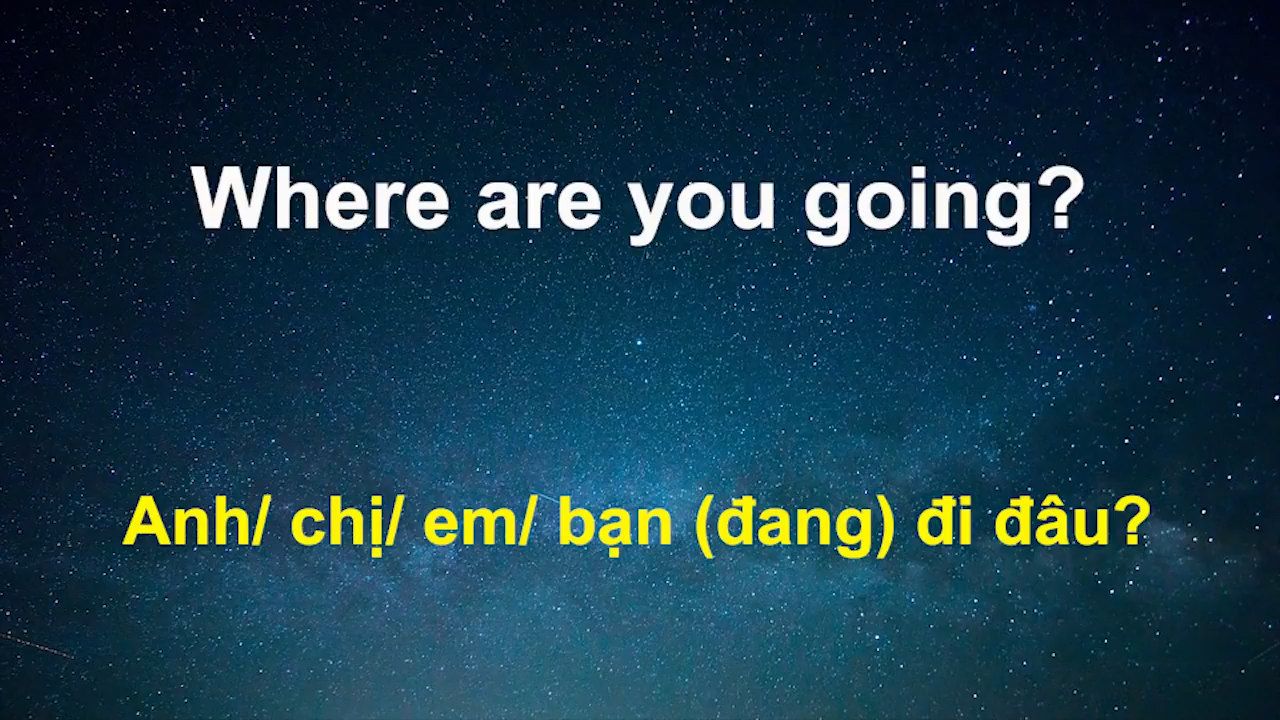 Where are you going?
Anh/ chị/ em/ bạn (đang) đi đâu?